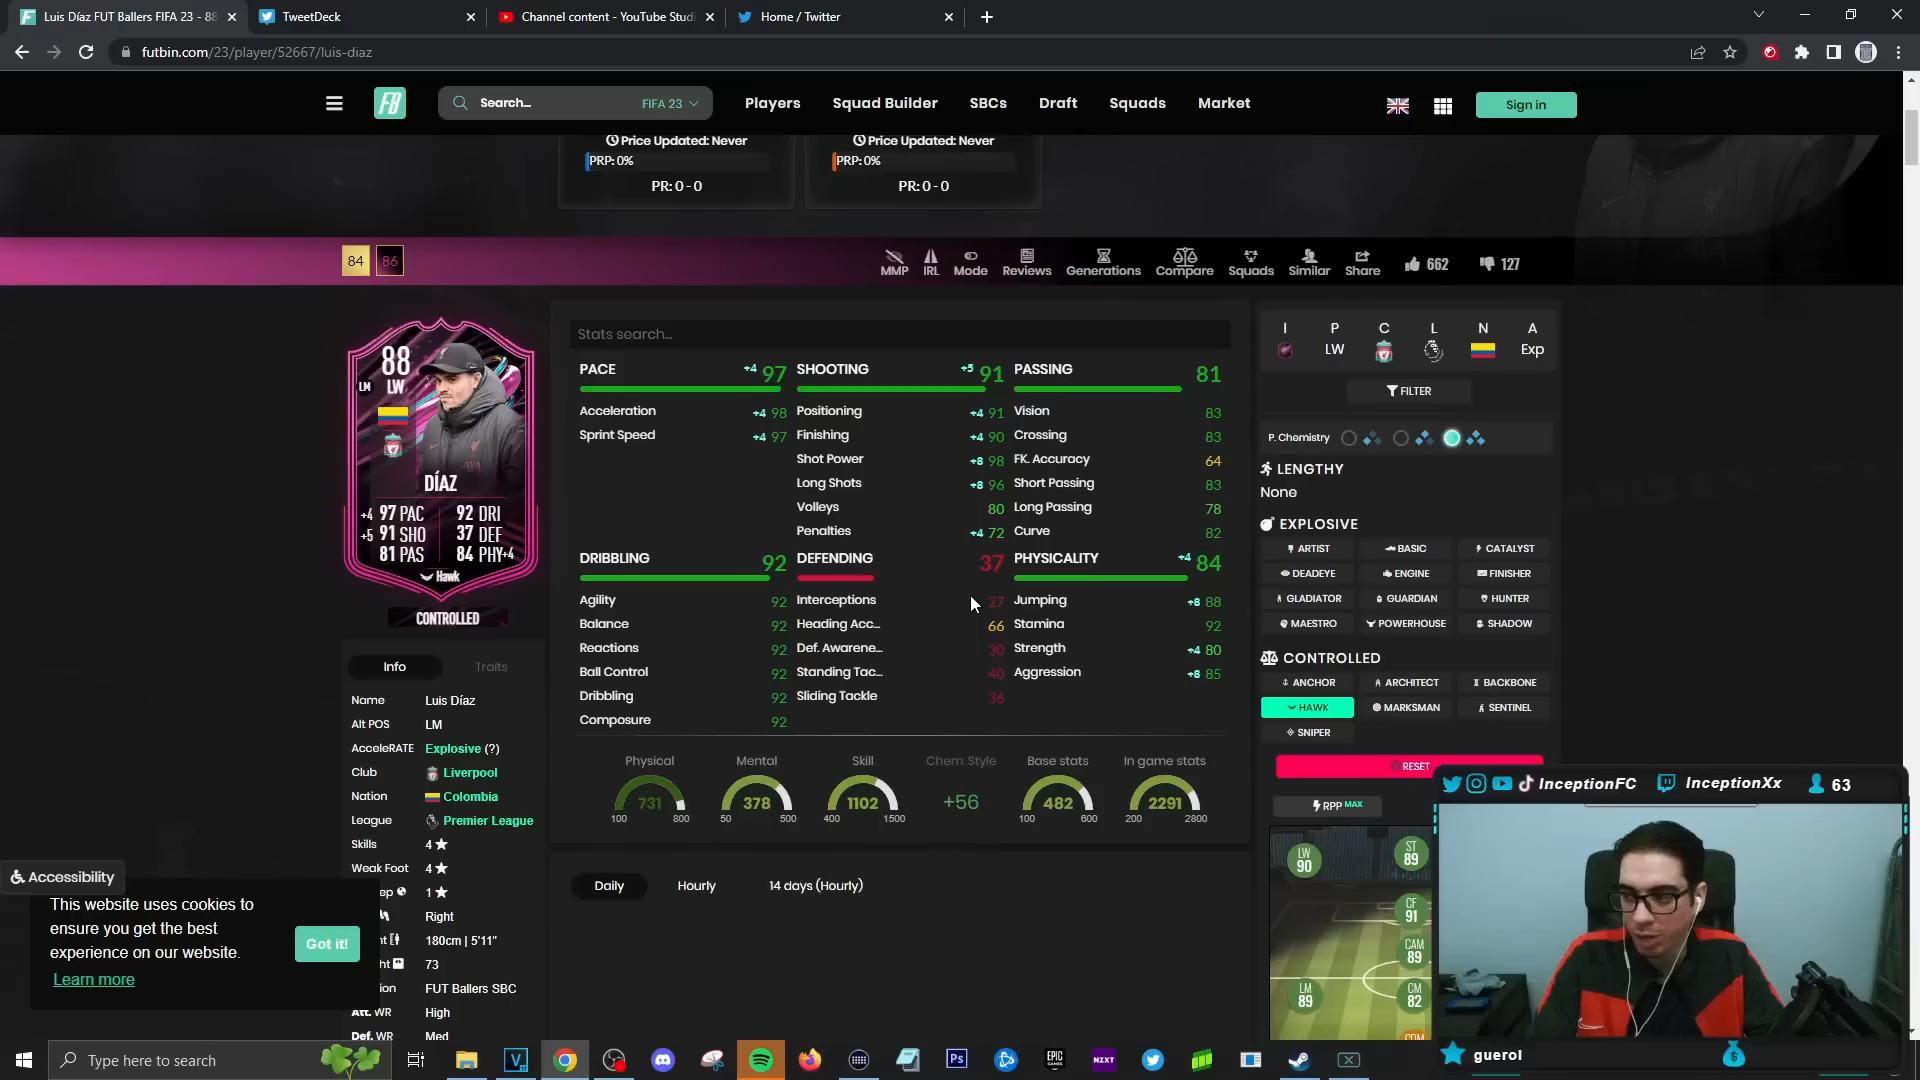 Luis Díaz FUT Ballers FIFA 23 - 88
TweetDeck
Channel content - YouTube Studi
Home / Twitter
futbin.com/23/player/52667/luis-diaz
Search...
FIFA 23
Players
Squad Builder
SBCs
Draft
Squads
Market
Sign in
Price Updated: Never
PRP: 0%
PR: 0 - 0
Price Updated: Never
PRP: 0%
PR: 0 - 0
84
86
MMP
IRL
Mode
Reviews
Generations
Compare
Squads
Similar
Share
662
127
88
LM
LW
DÍAZ
+4 97 PAC 92 DRI
+5 91 SHO 37 DEF
81 PAS 84 PHY+4
Hawk
CONTROLLED
Info
Traits
Name Luis Díaz
Alt POS LM
AcceleRATE Explosive (?)
Club Liverpool
Nation Colombia
League Premier League
Skills 4
Weak Foot 4
1
Right
180cm | 5'11"
73
FUT Ballers SBC
Att. WR High
Def. WR Med
Stats search...
PACE +4 97
Acceleration +4 98
Sprint Speed +4 97
SHOOTING +5 91
Positioning +4 91
Finishing +4 90
Shot Power +8 98
Long Shots +8 96
Volleys 80
Penalties +4 72
PASSING 81
Vision 83
Crossing 83
FK. Accuracy 64
Short Passing 83
Long Passing 78
Curve 82
DRIBBLING 92
Agility 92
Balance 92
Reactions 92
Ball Control 92
Dribbling 92
Composure 92
DEFENDING 37
Interceptions 27
Heading Acc... 66
Def. Awarene... 30
Standing Tac... 40
Sliding Tackle 36
PHYSICALITY +4 84
Jumping +8 88
Stamina 92
Strength +4 80
Aggression +8 85
Physical
731
100 800
Mental
378
50 500
Skill
1102
400 1500
Chem. Style
+56
Base stats
482
100 600
In game stats
2291
200 2800
Daily
Hourly
14 days (Hourly)
I P C L N A
LW Exp
FILTER
P. Chemistry
LENGTHY
None
EXPLOSIVE
ARTIST BASIC CATALYST
DEADEYE ENGINE FINISHER
GLADIATOR GUARDIAN HUNTER
MAESTRO POWERHOUSE SHADOW
CONTROLLED
ANCHOR ARCHITECT BACKBONE
HAWK MARKSMAN SENTINEL
SNIPER
RESET
RPP MAX
LW
90
ST
89
CF
91
CAM
89
LM
89
CM
82
InceptionFC
InceptionXx
63
guerol
Accessibility
This website uses cookies to
ensure you get the best
experience on our website.
Learn more
Got it!
Type here to search
V
Ps
EPIC
GAMES
NZXT